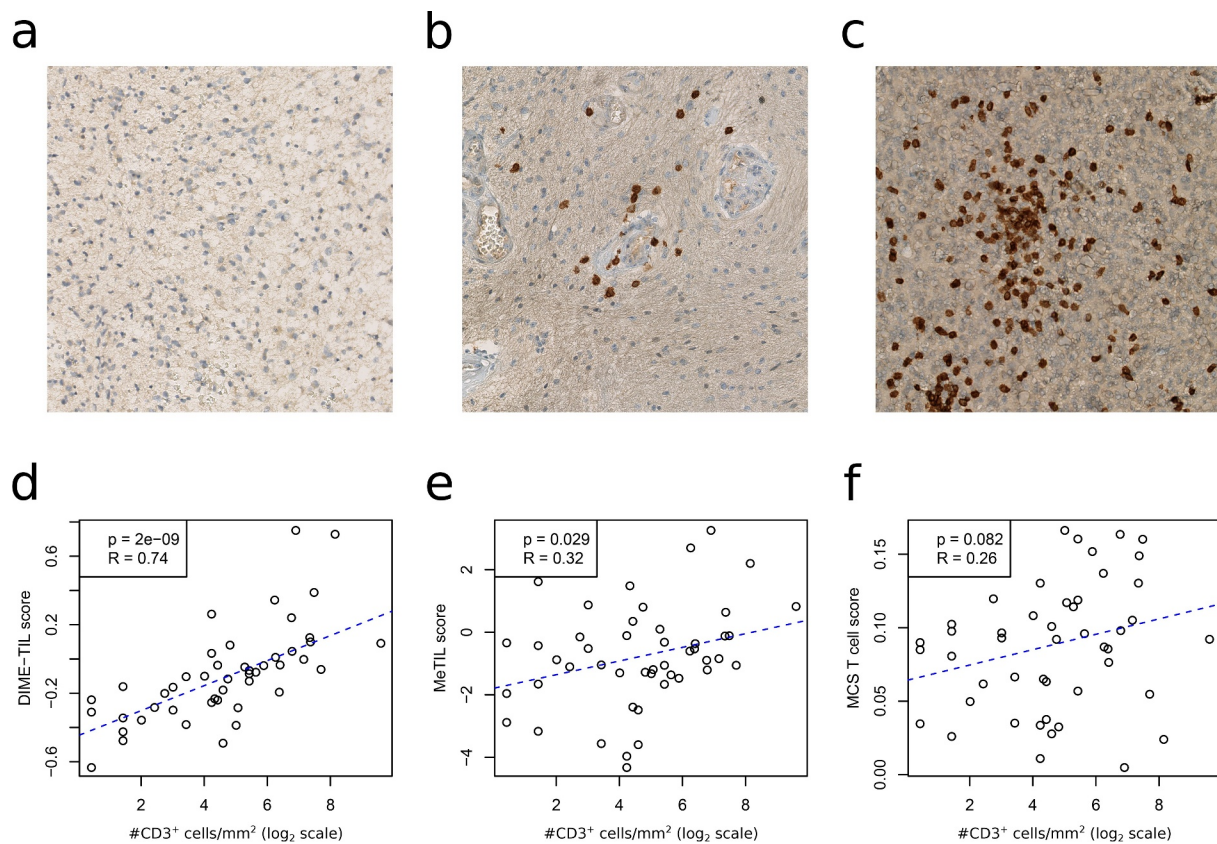 a
b
c
d
e
f
p = 2e−09
R = 0.74
DIME−TIL score
0.6
0.2
−0.2
−0.6
2 4 6 8
#CD3⁺ cells/mm² (log₂ scale)
p = 0.029
R = 0.32
MeTIL score
2
0
−2
−4
2 4 6 8
#CD3⁺ cells/mm² (log₂ scale)
p = 0.082
R = 0.26
MCS T cell score
0.15
0.10
0.05
0.00
2 4 6 8
#CD3⁺ cells/mm² (log₂ scale)